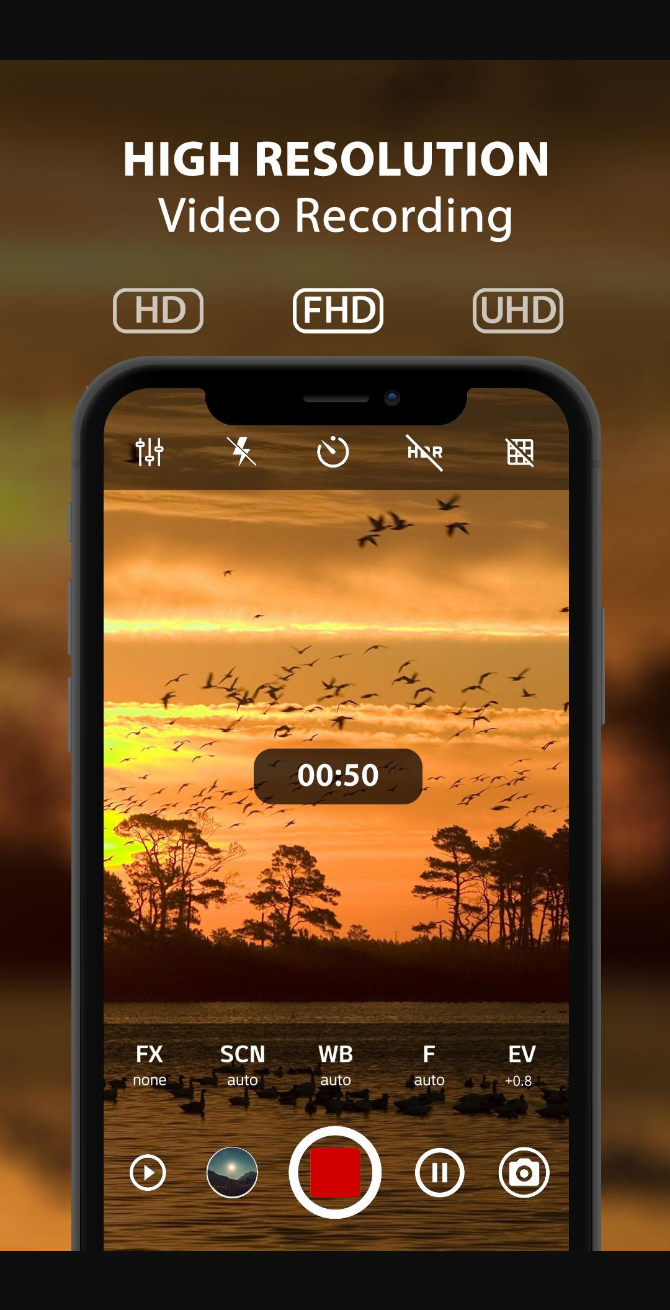 HIGH RESOLUTION
Video Recording
HD FHD UHD
HDR
00:50
FX SCN WB F EV
none auto auto auto +0.8